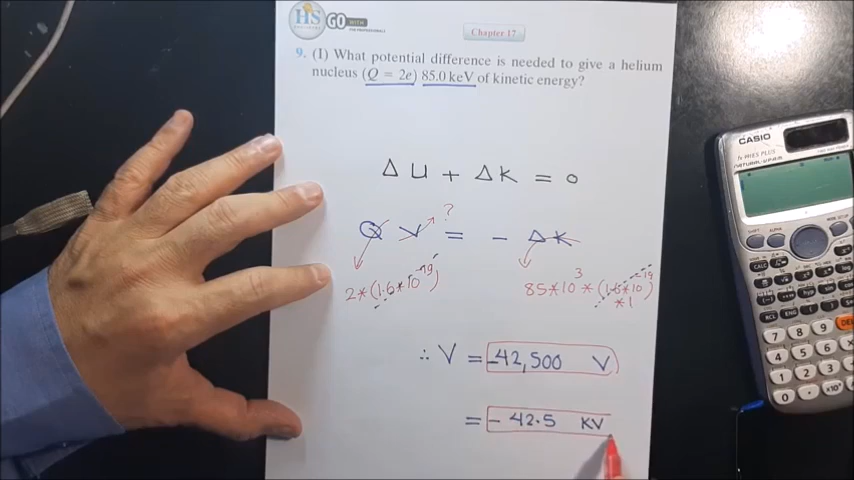 HS GO WITH
Chapter 17
9. (I) What potential difference is needed to give a helium
nucleus (Q = 2e) 85.0 keV of kinetic energy?
ΔU + ΔK = 0
Q V = - ΔK
?
2*(1.6*10^-19)
85*10^3*(1.6*10^-19)
*1
∴ V = -42,500 V
= -42.5 KV
CASIO